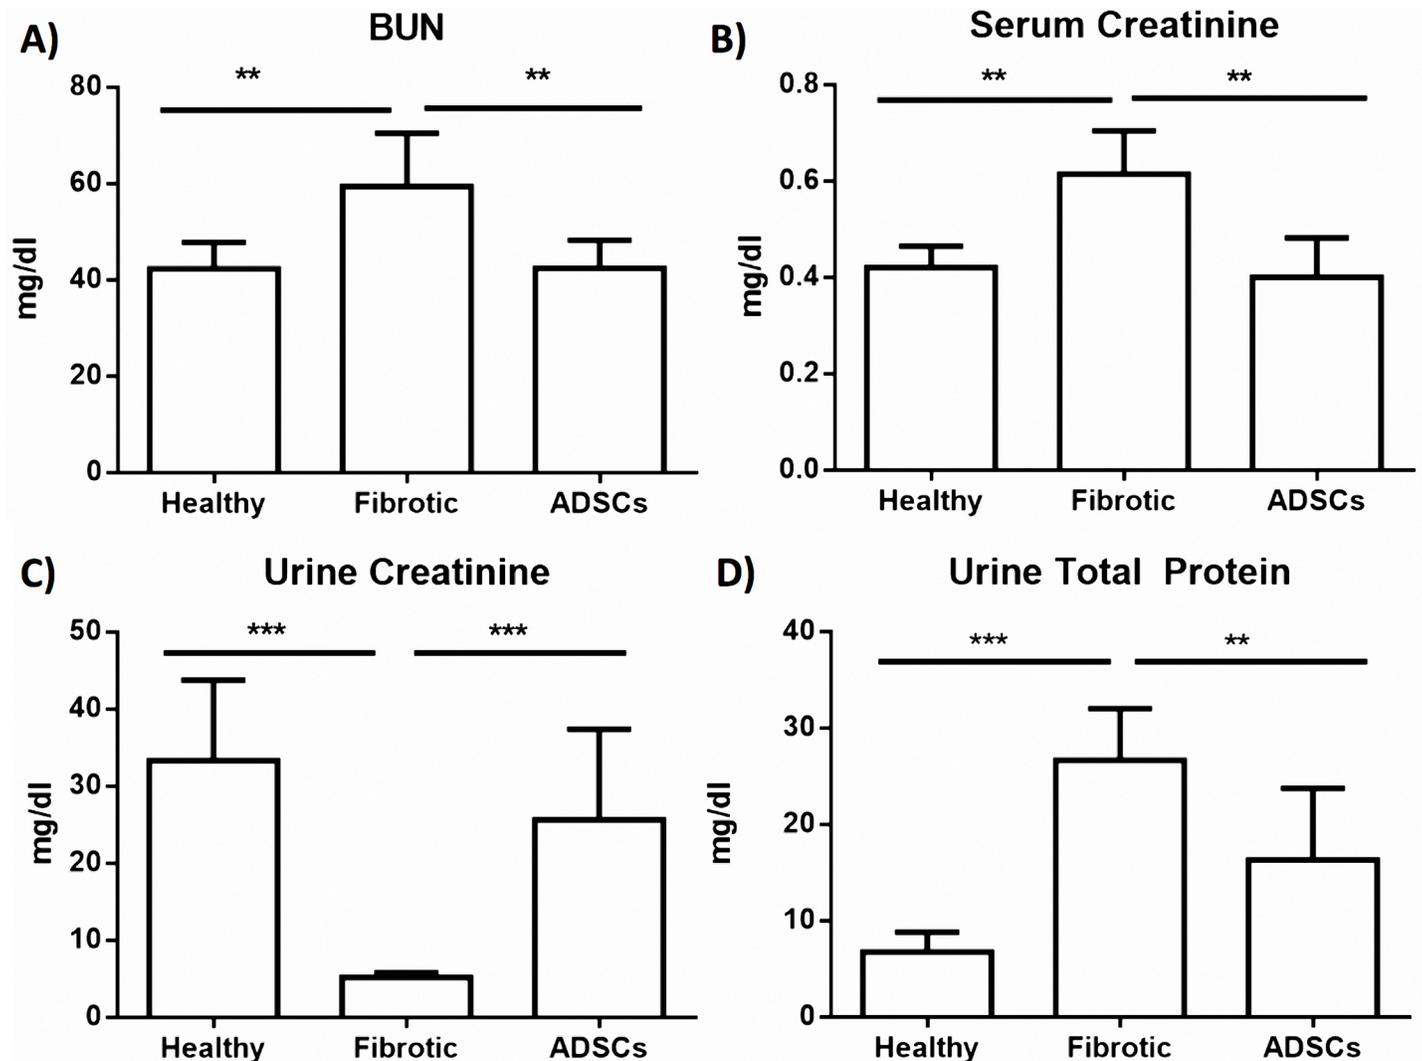 A)
BUN
**
**
80
60
40
20
0
mg/dl
Healthy
Fibrotic
ADSCs
B)
Serum Creatinine
**
**
0.8
0.6
0.4
0.2
0.0
mg/dl
Healthy
Fibrotic
ADSCs
C)
Urine Creatinine
***
***
50
40
30
20
10
0
mg/dl
Healthy
Fibrotic
ADSCs
D)
Urine Total Protein
***
**
40
30
20
10
0
mg/dl
Healthy
Fibrotic
ADSCs